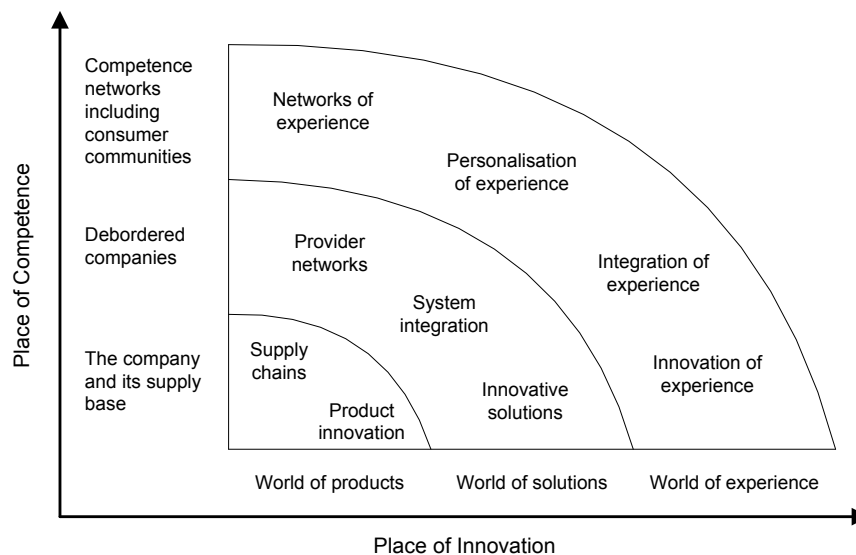 Competence
networks
including
consumer
communities
Networks of
experience
Personalisation
of experience
Debordered
companies
Provider
networks
Integration of
experience
System
integration
The company
and its supply
base
Supply
chains
Innovation of
experience
Innovative
solutions
Product
innovation
World of products
World of solutions
World of experience
Place of Competence
Place of Innovation